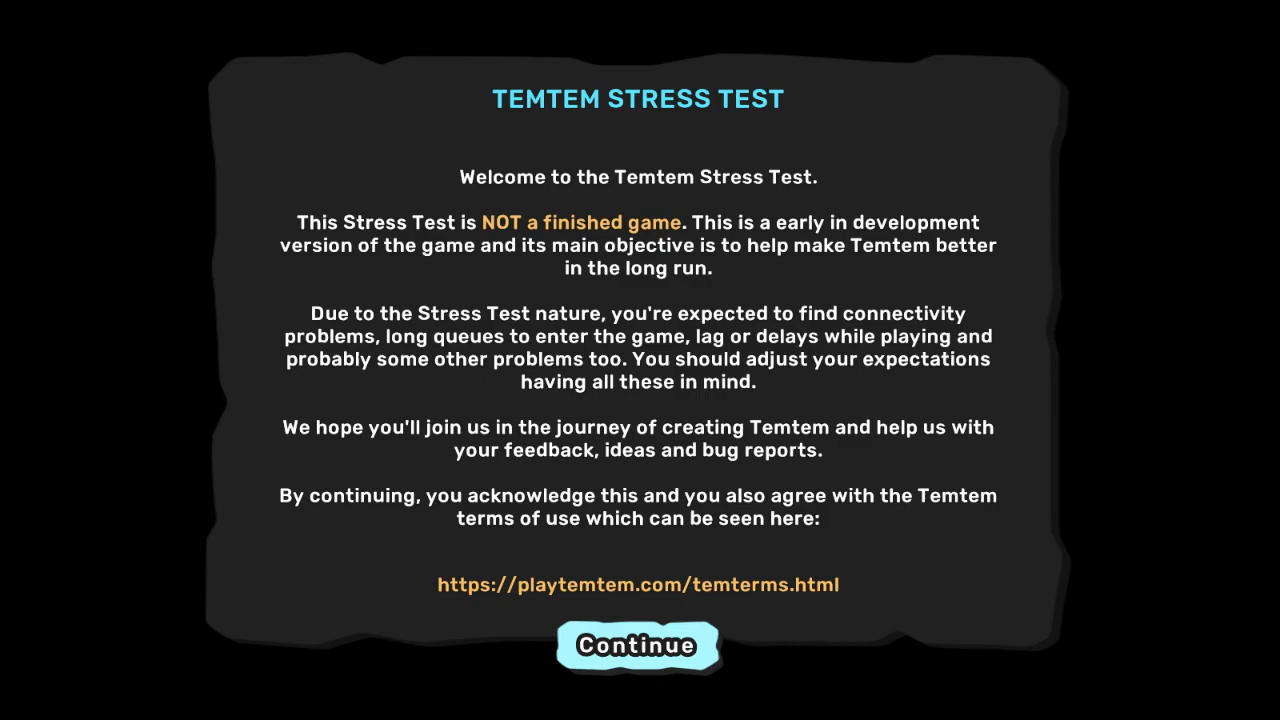 TEMTEM STRESS TEST
Welcome to the Temtem Stress Test.
This Stress Test is NOT a finished game. This is a early in development
version of the game and its main objective is to help make Temtem better
in the long run.
Due to the Stress Test nature, you're expected to find connectivity
problems, long queues to enter the game, lag or delays while playing and
probably some other problems too. You should adjust your expectations
having all these in mind.
We hope you'll join us in the journey of creating Temtem and help us with
your feedback, ideas and bug reports.
By continuing, you acknowledge this and you also agree with the Temtem
terms of use which can be seen here:
https://playtemtem.com/temterms.html
Continue